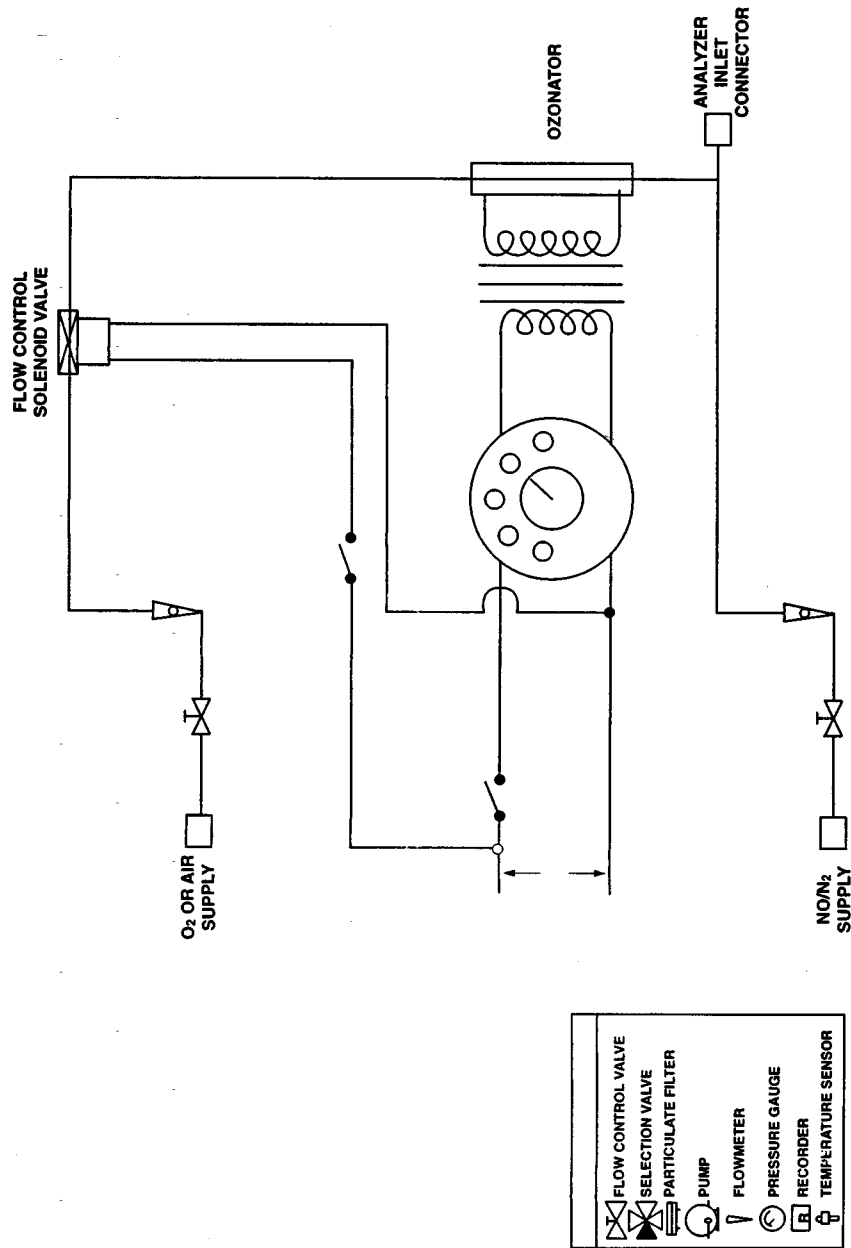 FLOW CONTROL
SOLENOID VALVE
O2 OR AIR
SUPPLY
OZONATOR
ANALYZER
INLET
CONNECTOR
NO/N2
SUPPLY
FLOW CONTROL VALVE
SELECTION VALVE
PARTICULATE FILTER
PUMP
FLOWMETER
PRESSURE GAUGE
R RECORDER
TEMPERATURE SENSOR